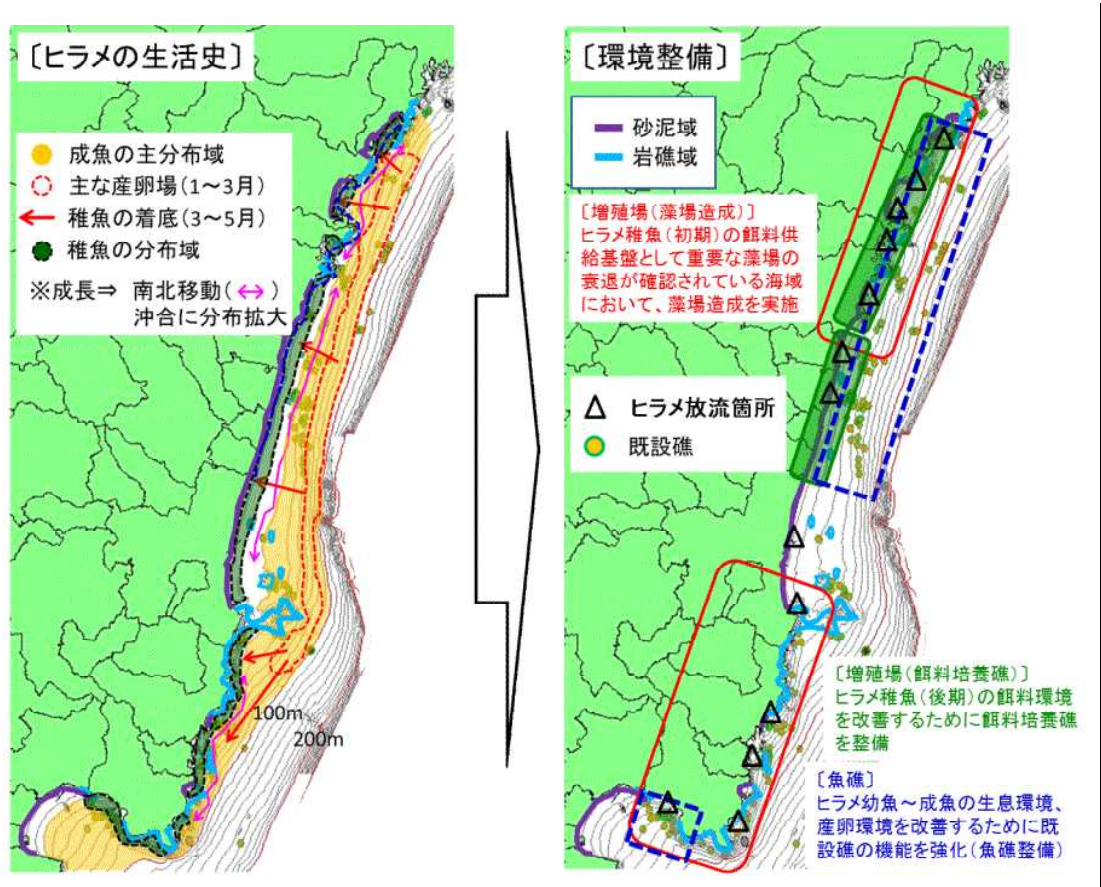 〔ヒラメの生活史〕
成魚の主分布域
主な産卵場(1~3月)
稚魚の着底(3~5月)
稚魚の分布域
※成長⇒ 南北移動(↔)
沖合に分布拡大
100m
200m
〔環境整備〕
砂泥域
岩礁域
〔増殖場(藻場造成)〕
ヒラメ稚魚(初期)の餌料供
給基盤として重要な藻場の
衰退が確認されている海域
において、藻場造成を実施
ヒラメ放流箇所
既設礁
〔増殖場(餌料培養礁)〕
ヒラメ稚魚(後期)の餌料環境
を改善するために餌料培養礁
を整備
〔魚礁〕
ヒラメ幼魚~成魚の生息環境、
産卵環境を改善するために既
設礁の機能を強化(魚礁整備)